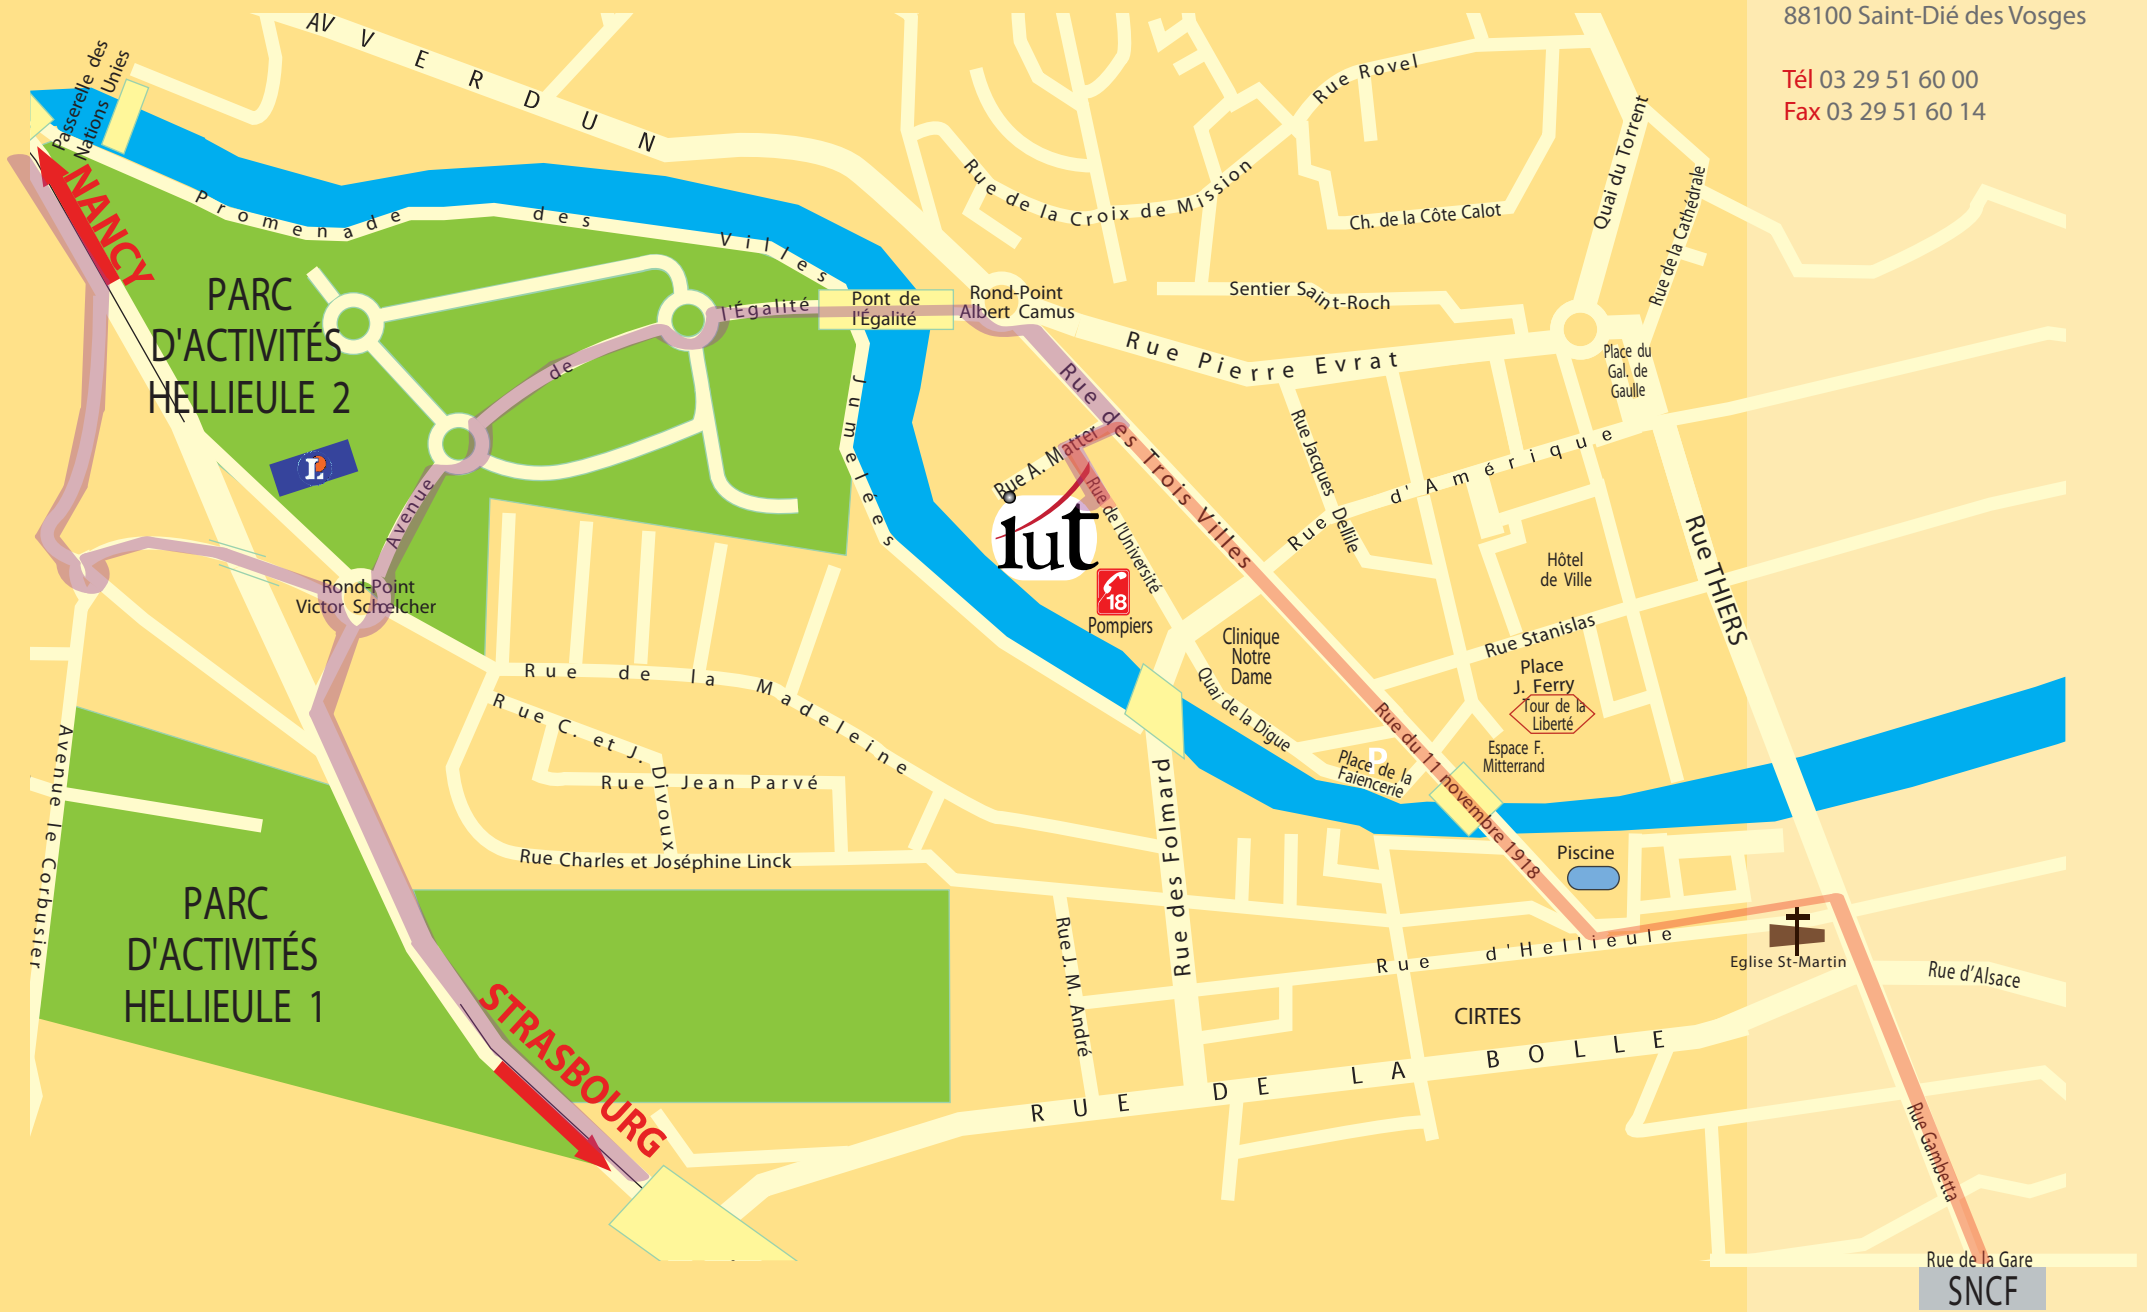 88100 Saint-Dié des Vosges
Tél 03 29 51 60 00
Fax 03 29 51 60 14
AV VERDUN
Passerelle des
Nations Unies
NANCY
Promenade des Villes Jumelées
PARC
D'ACTIVITÉS
HELLIEULE 2
L
Avenue de l'Égalité
Pont de
l'Égalité
Rond-Point
Albert Camus
Rue de la Croix de Mission
Rue Rovel
Ch. de la Côte Calot
Sentier Saint-Roch
Quai du Torrent
Rue de la Cathédrale
Rue Pierre Evrat
Place du
Gal. de
Gaulle
Rue des Trois Villes
Rue A. Matter
Rue de l'Université
iut
18
Pompiers
Rue Jacques Delille
Rue d'Amérique
Rue THIERS
Hôtel
de Ville
Rue Stanislas
Clinique
Notre
Dame
Place
J. Ferry
Tour de la
Liberté
Espace F.
Mitterrand
Quai de la Digue
P
Place de la
Faiencerie
Rue du 11 novembre 1918
Piscine
Rond-Point
Victor Schœlcher
Rue de la Madeleine
Rue C. et J. Divoux
Rue Jean Parvé
Rue Charles et Joséphine Linck
Avenue le Corbusier
PARC
D'ACTIVITÉS
HELLIEULE 1
STRASBOURG
Rue des Folmard
Rue J. M. André
Rue d'Hellieule
Eglise St-Martin
Rue d'Alsace
CIRTES
RUE DE LA BOLLE
Rue Gambetta
Rue de la Gare
SNCF